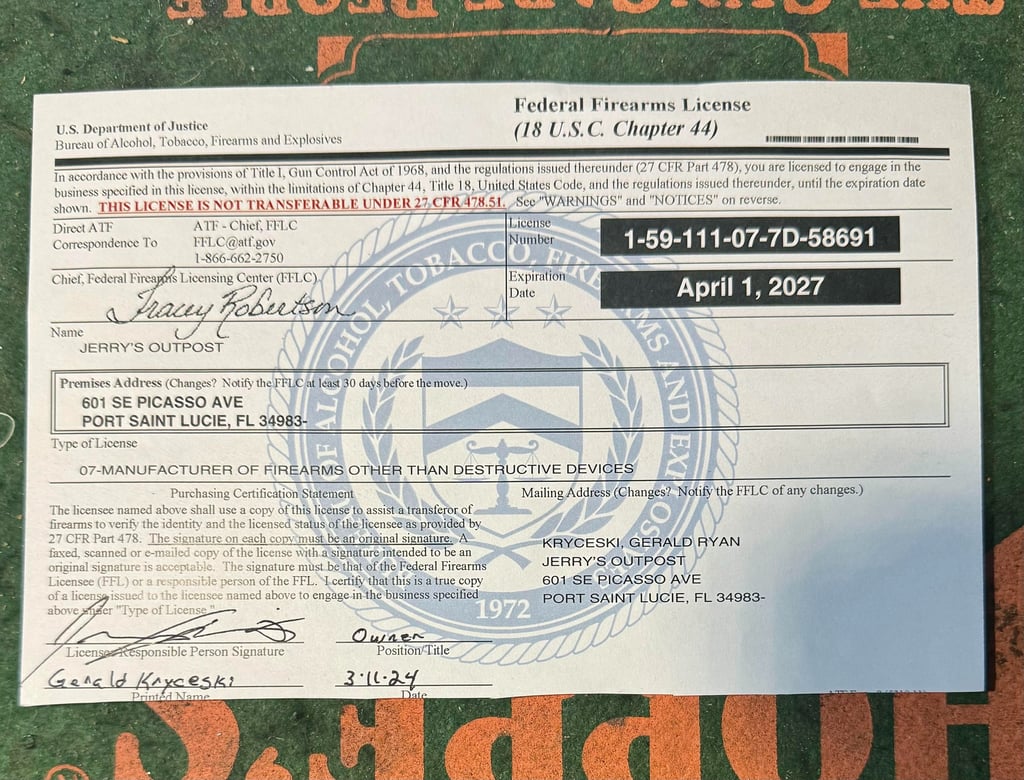 THE GUN CARE PEOPLE
U.S. Department of Justice
Bureau of Alcohol, Tobacco, Firearms and Explosives
Federal Firearms License
(18 U.S.C. Chapter 44)
In accordance with the provisions of Title I, Gun Control Act of 1968, and the regulations issued thereunder (27 CFR Part 478), you are licensed to engage in the
business specified in this license, within the limitations of Chapter 44, Title 18, United States Code, and the regulations issued thereunder, until the expiration date
shown. THIS LICENSE IS NOT TRANSFERABLE UNDER 27 CFR 478.51. See "WARNINGS" and "NOTICES" on reverse.
Direct ATF
Correspondence To
ATF - Chief, FFLC
FFLC@atf.gov
1-866-662-2750
License
Number
1-59-111-07-7D-58691
Chief, Federal Firearms Licensing Center (FFLC)
Tracey Robertson
Expiration
Date
April 1, 2027
Name
JERRY'S OUTPOST
Premises Address (Changes? Notify the FFLC at least 30 days before the move.)
601 SE PICASSO AVE
PORT SAINT LUCIE, FL 34983-
Type of License
07-MANUFACTURER OF FIREARMS OTHER THAN DESTRUCTIVE DEVICES
Purchasing Certification Statement
The licensee named above shall use a copy of this license to assist a transferor of
firearms to verify the identity and the licensed status of the licensee as provided by
27 CFR Part 478. The signature on each copy must be an original signature. A
faxed, scanned or e-mailed copy of the license with a signature intended to be an
original signature is acceptable. The signature must be that of the Federal Firearms
Licensee (FFL) or a responsible person of the FFL. I certify that this is a true copy
of a license issued to the licensee named above to engage in the business specified
above under "Type of License."
Mailing Address (Changes? Notify the FFLC of any changes.)
KRYCESKI, GERALD RYAN
JERRY'S OUTPOST
601 SE PICASSO AVE
PORT SAINT LUCIE, FL 34983-
Licensee/Responsible Person Signature
Owner
Position/Title
Gerald Kryceski
Printed Name
3-11-24
Date
OF ALCOHOL, TOBACCO, FIREARMS AND EXPLOSIVES
1972
HOPPE'S